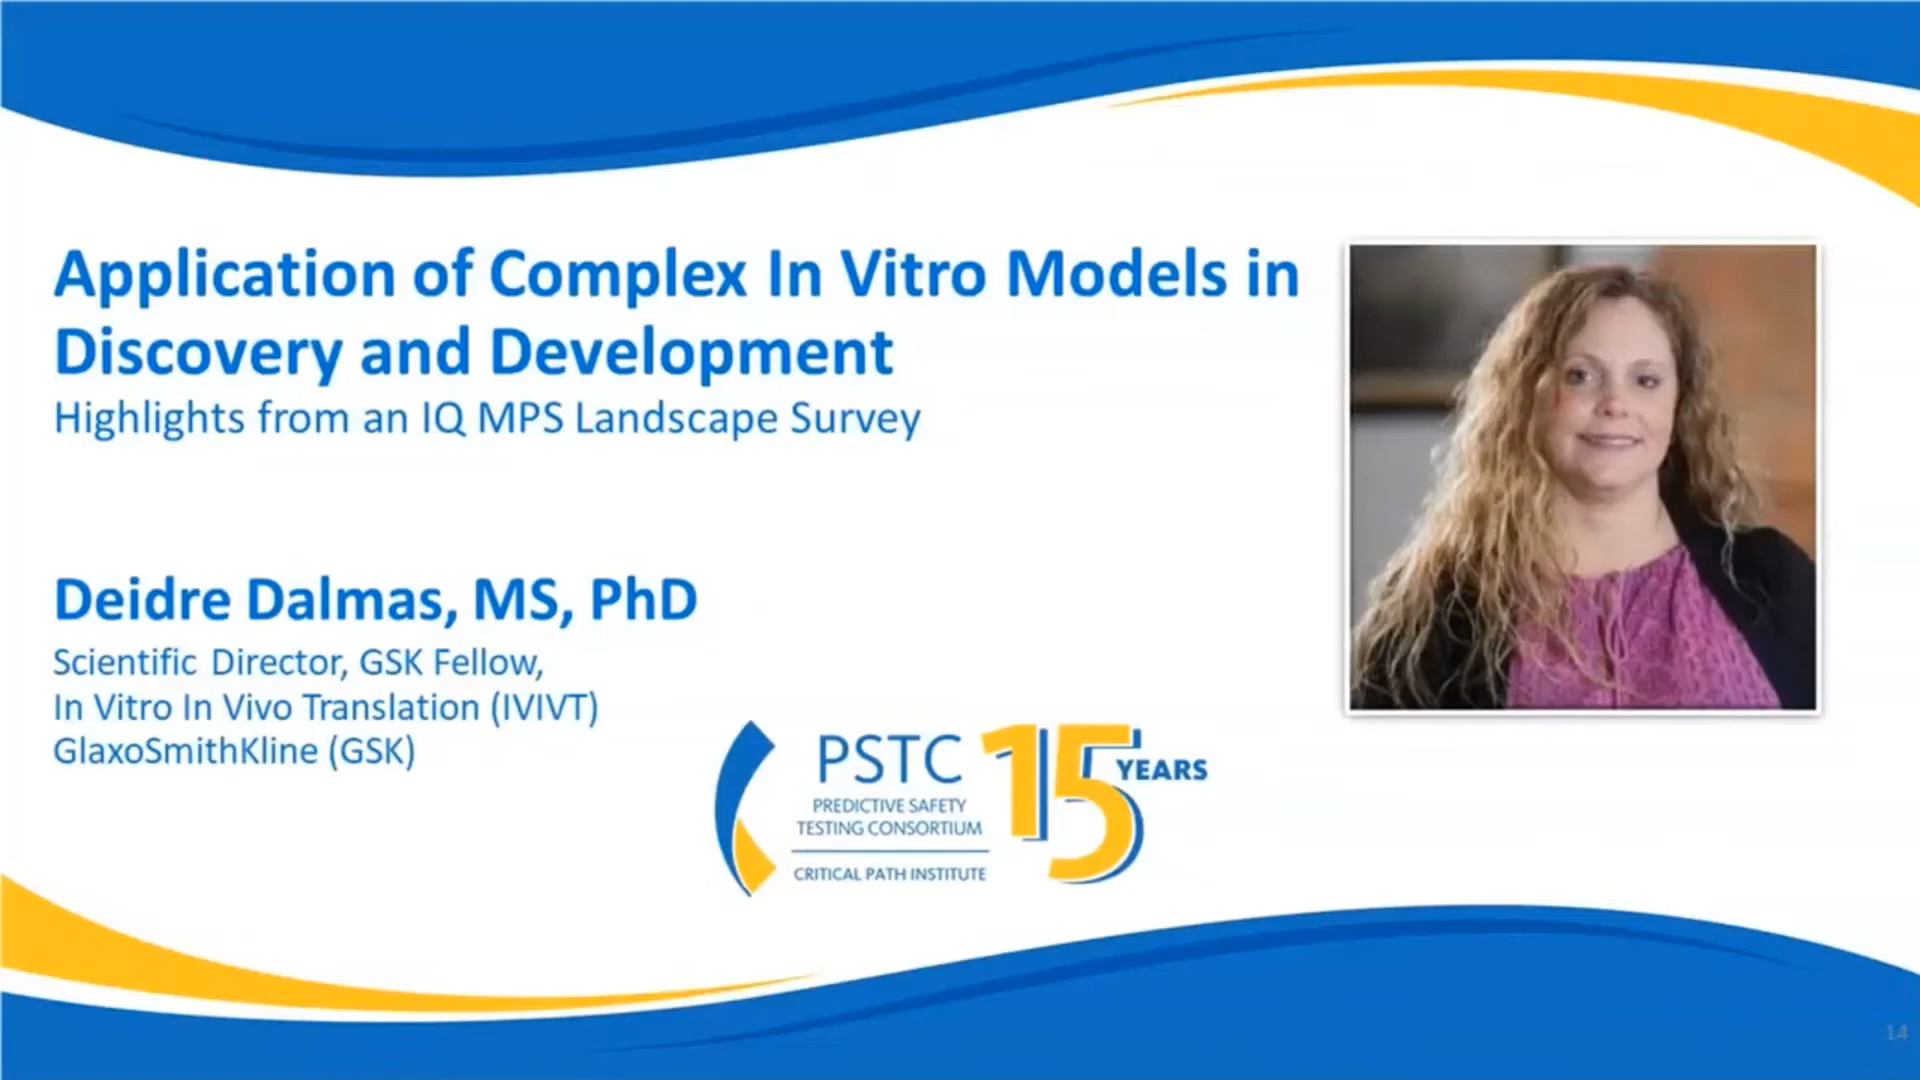 Application of Complex In Vitro Models in
Discovery and Development
Highlights from an IQ MPS Landscape Survey
Deidre Dalmas, MS, PhD
Scientific Director, GSK Fellow,
In Vitro In Vivo Translation (IVIVT)
GlaxoSmithKline (GSK)
PSTC
PREDICTIVE SAFETY
TESTING CONSORTIUM
CRITICAL PATH INSTITUTE
15 YEARS
14